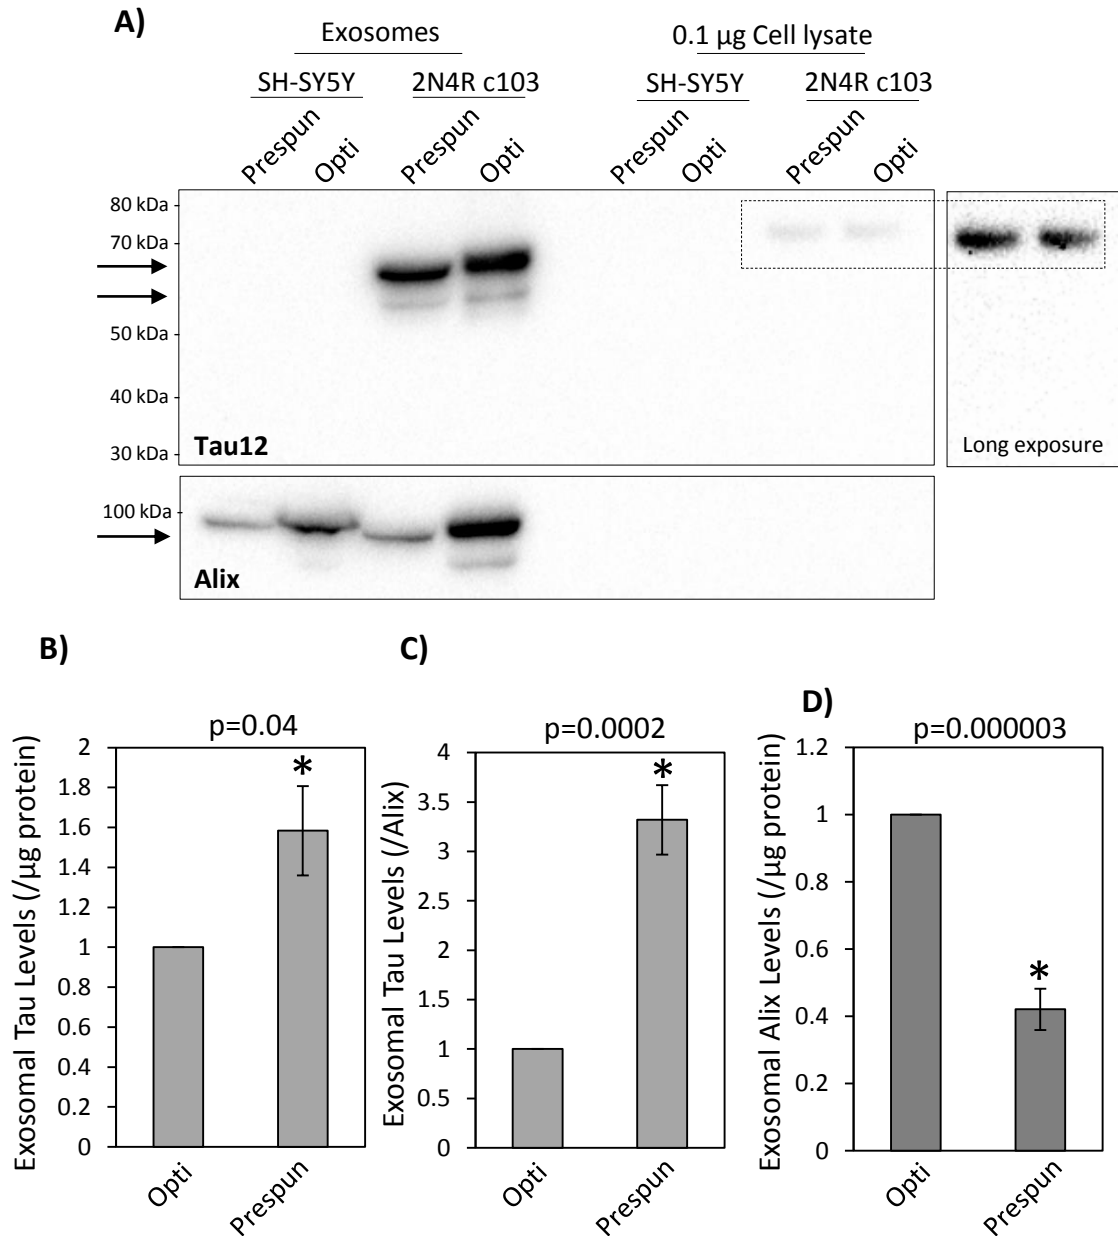 A)
Exosomes
0.1 µg Cell lysate
SH-SY5Y
2N4R c103
SH-SY5Y
2N4R c103
Prespun
Opti
Prespun
Opti
Prespun
Opti
Prespun
Opti
80 kDa
70 kDa
50 kDa
40 kDa
30 kDa
Tau12
Long exposure
100 kDa
Alix
B)
p=0.04
Exosomal Tau Levels (/µg protein)
2
1.8
1.6
1.4
1.2
1
0.8
0.6
0.4
0.2
0
*
Opti
Prespun
C)
p=0.0002
Exosomal Tau Levels (/Alix)
4
3.5
3
2.5
2
1.5
1
0.5
0
*
Opti
Prespun
D)
p=0.000003
Exosomal Alix Levels (/µg protein)
1.2
1
0.8
0.6
0.4
0.2
0
*
Opti
Prespun